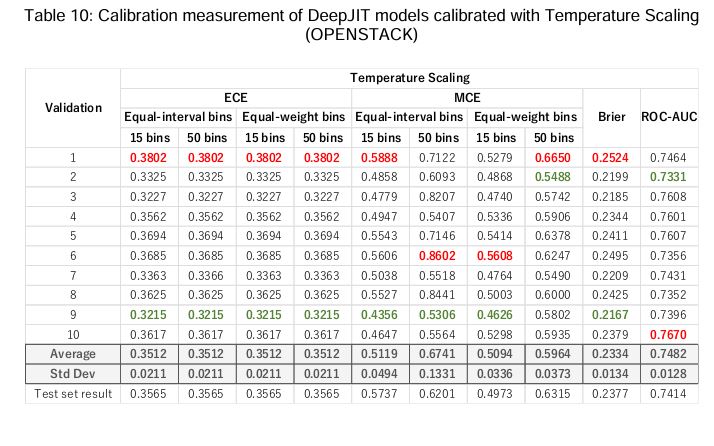 Table 10: Calibration measurement of DeepJIT models calibrated with Temperature Scaling
(OPENSTACK)
Validation Temperature Scaling
ECE MCE Brier ROC-AUC
Equal-interval bins Equal-weight bins Equal-interval bins Equal-weight bins
15 bins 50 bins 15 bins 50 bins 15 bins 50 bins 15 bins 50 bins
1 0.3802 0.3802 0.3802 0.3802 0.5888 0.7122 0.5279 0.6650 0.2524 0.7464
2 0.3325 0.3325 0.3325 0.3325 0.4858 0.6093 0.4868 0.5488 0.2199 0.7331
3 0.3227 0.3227 0.3227 0.3227 0.4779 0.8207 0.4740 0.5742 0.2185 0.7608
4 0.3562 0.3562 0.3562 0.3562 0.4947 0.5407 0.5336 0.5906 0.2344 0.7601
5 0.3694 0.3694 0.3694 0.3694 0.5543 0.7146 0.5414 0.6378 0.2411 0.7607
6 0.3685 0.3685 0.3685 0.3685 0.5606 0.8602 0.5608 0.6247 0.2495 0.7356
7 0.3363 0.3366 0.3363 0.3363 0.5038 0.5518 0.4764 0.5490 0.2209 0.7431
8 0.3625 0.3625 0.3625 0.3625 0.5527 0.8441 0.5003 0.6000 0.2425 0.7352
9 0.3215 0.3215 0.3215 0.3215 0.4356 0.5306 0.4626 0.5802 0.2167 0.7396
10 0.3617 0.3617 0.3617 0.3617 0.4647 0.5564 0.5298 0.5935 0.2379 0.7670
Average 0.3512 0.3512 0.3512 0.3512 0.5119 0.6741 0.5094 0.5964 0.2334 0.7482
Std Dev 0.0211 0.0211 0.0211 0.0211 0.0494 0.1331 0.0336 0.0373 0.0134 0.0128
Test set result 0.3565 0.3565 0.3565 0.3565 0.5737 0.6201 0.4973 0.6315 0.2377 0.7414